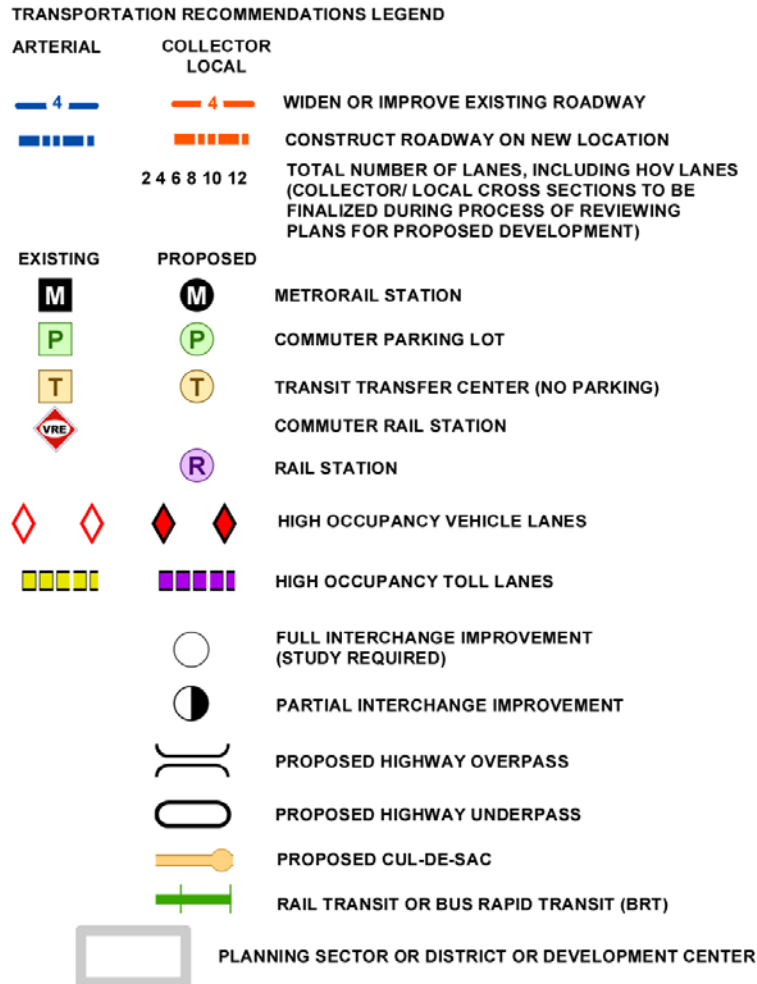 TRANSPORTATION RECOMMENDATIONS LEGEND
ARTERIAL COLLECTOR
LOCAL
4 4 WIDEN OR IMPROVE EXISTING ROADWAY
CONSTRUCT ROADWAY ON NEW LOCATION
2 4 6 8 10 12 TOTAL NUMBER OF LANES, INCLUDING HOV LANES
(COLLECTOR/ LOCAL CROSS SECTIONS TO BE
FINALIZED DURING PROCESS OF REVIEWING
PLANS FOR PROPOSED DEVELOPMENT)
EXISTING PROPOSED
M M METRORAIL STATION
P P COMMUTER PARKING LOT
T T TRANSIT TRANSFER CENTER (NO PARKING)
VRE COMMUTER RAIL STATION
R RAIL STATION
HIGH OCCUPANCY VEHICLE LANES
HIGH OCCUPANCY TOLL LANES
FULL INTERCHANGE IMPROVEMENT
(STUDY REQUIRED)
PARTIAL INTERCHANGE IMPROVEMENT
PROPOSED HIGHWAY OVERPASS
PROPOSED HIGHWAY UNDERPASS
PROPOSED CUL-DE-SAC
RAIL TRANSIT OR BUS RAPID TRANSIT (BRT)
PLANNING SECTOR OR DISTRICT OR DEVELOPMENT CENTER